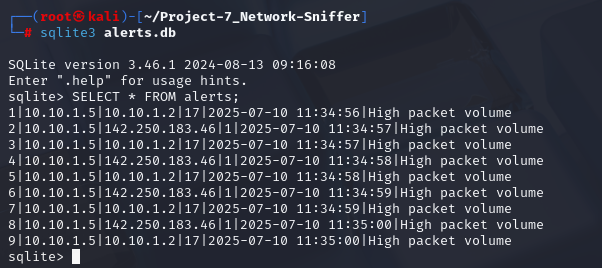 ┌──(root㉿kali)-[~/Project-7_Network-Sniffer]
└─# sqlite3 alerts.db
SQLite version 3.46.1 2024-08-13 09:16:08
Enter ".help" for usage hints.
sqlite> SELECT * FROM alerts;
1|10.10.1.5|10.10.1.2|17|2025-07-10 11:34:56|High packet volume
2|10.10.1.5|142.250.183.46|1|2025-07-10 11:34:57|High packet volume
3|10.10.1.5|10.10.1.2|17|2025-07-10 11:34:57|High packet volume
4|10.10.1.5|142.250.183.46|1|2025-07-10 11:34:58|High packet volume
5|10.10.1.5|10.10.1.2|17|2025-07-10 11:34:58|High packet volume
6|10.10.1.5|142.250.183.46|1|2025-07-10 11:34:59|High packet volume
7|10.10.1.5|10.10.1.2|17|2025-07-10 11:34:59|High packet volume
8|10.10.1.5|142.250.183.46|1|2025-07-10 11:35:00|High packet volume
9|10.10.1.5|10.10.1.2|17|2025-07-10 11:35:00|High packet volume
sqlite>